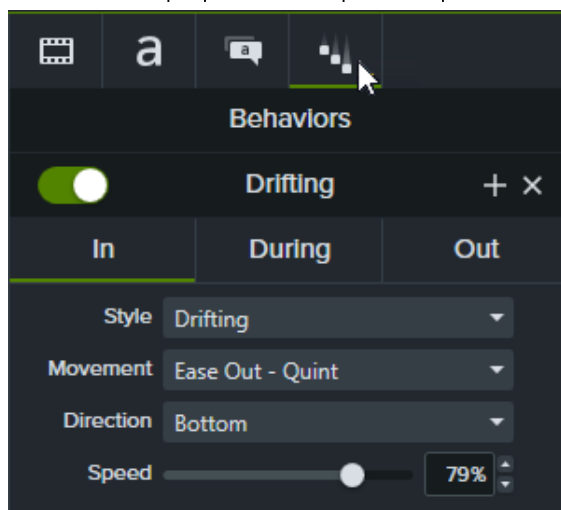 a
a
Behaviors
Drifting
In During Out
Style Drifting
Movement Ease Out - Quint
Direction Bottom
Speed 79%